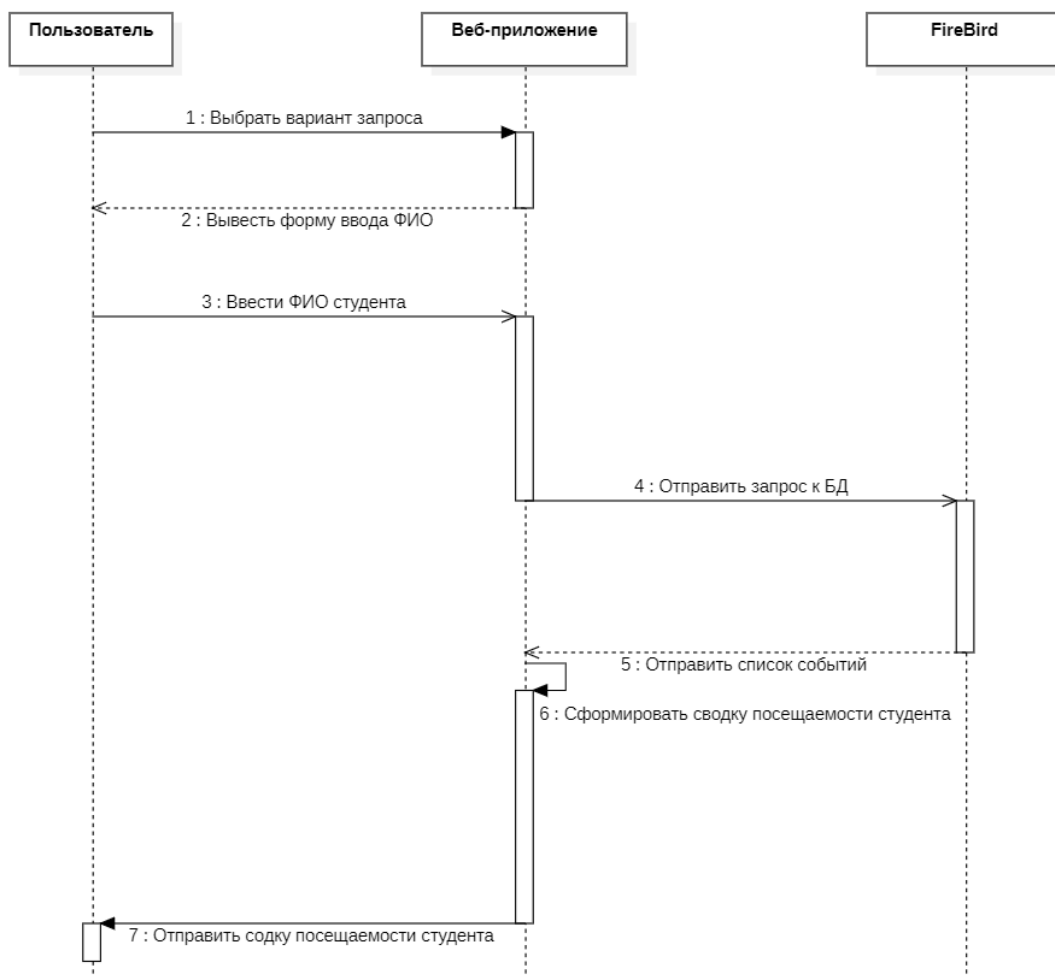 Пользователь
Веб-приложение
FireBird
1 : Выбрать вариант запроса
2 : Вывесть форму ввода ФИО
3 : Ввести ФИО студента
4 : Отправить запрос к БД
5 : Отправить список событий
6 : Сформировать сводку посещаемости студента
7 : Отправить содку посещаемости студента